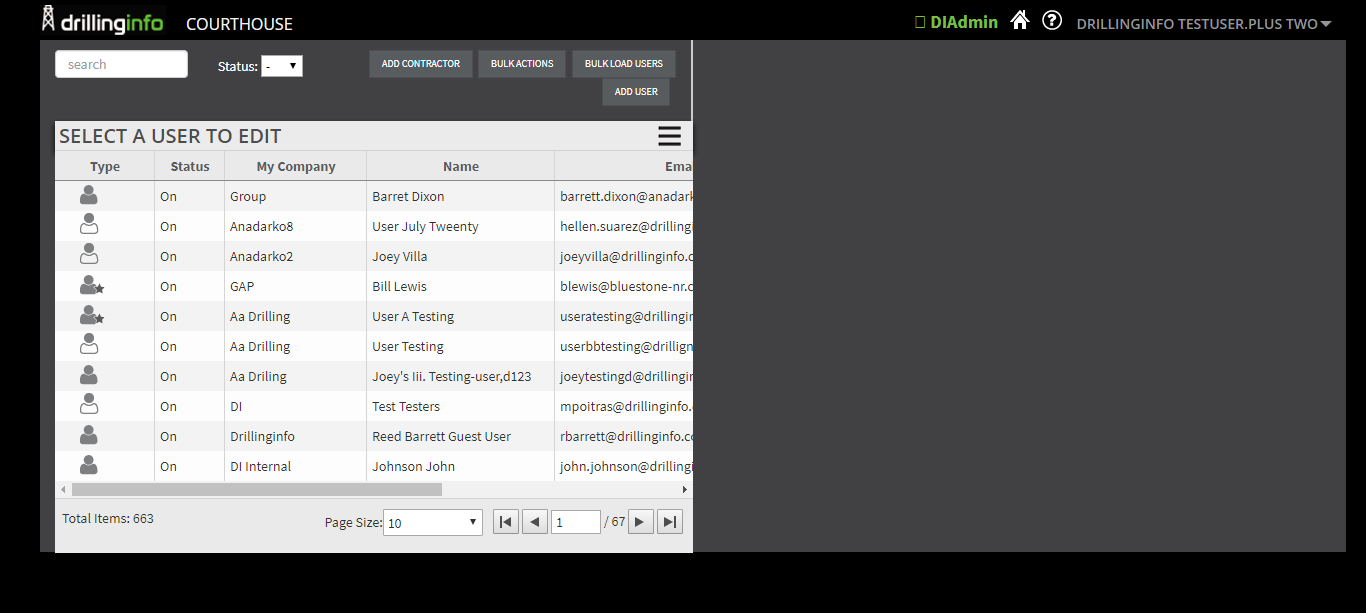 drillinginfo COURTHOUSE DIAdmin DRILLINGINFO TESTUSER.PLUS TWO
search Status: - ADD CONTRACTOR BULK ACTIONS BULK LOAD USERS
ADD USER
SELECT A USER TO EDIT
Type Status My Company Name Ema
On Group Barret Dixon barrett.dixon@anadark
On Anadarko8 User July Tweenty hellen.suarez@drillingi
On Anadarko2 Joey Villa joeyvilla@drillinginfo.c
On GAP Bill Lewis blewis@bluestone-nr.c
On Aa Drilling User A Testing useratesting@drillingin
On Aa Drilling User Testing userbbtesting@drillign
On Aa Driling Joey's Iii. Testing-user,d123 joeytestingd@drillingin
On DI Test Testers mpoitras@drillinginfo.
On Drillinginfo Reed Barrett Guest User rbarrett@drillinginfo.co
On DI Internal Johnson John john.johnson@drillingi
Total Items: 663 Page Size: 10 1 / 67